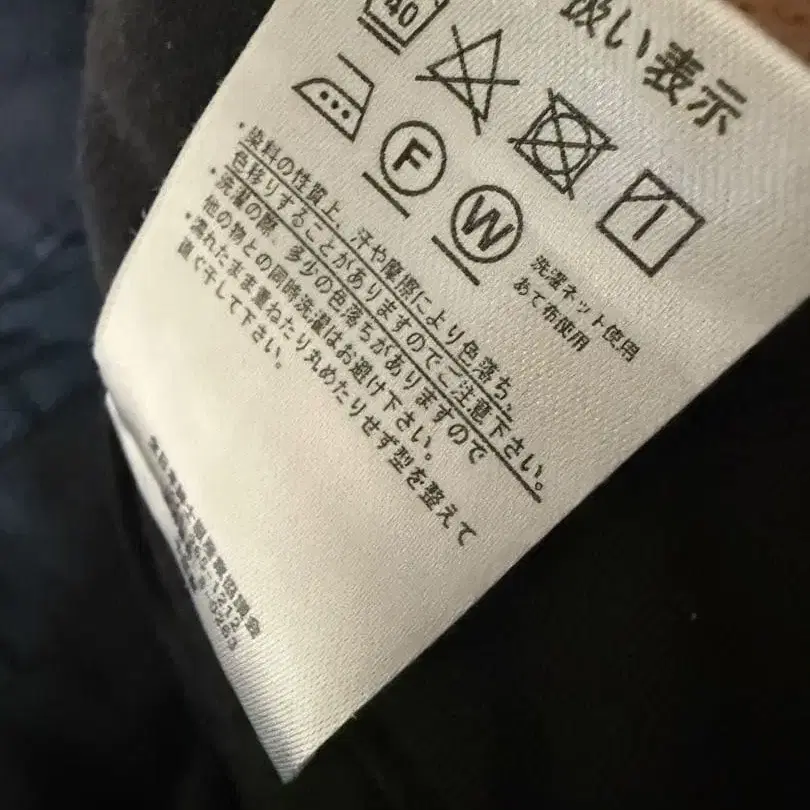 扱い表示
40
F
W
洗濯ネット使用
あて布使用
・染料の性質上、汗や摩擦により色落ち、
色移りすることがありますのでご注意下さい。
・洗濯の際、多少の色落ちがありますので
他の物との同時洗濯はお避け下さい。
・濡れたまま重ねたり丸めたりせず型を整えて
直ぐ干して下さい。